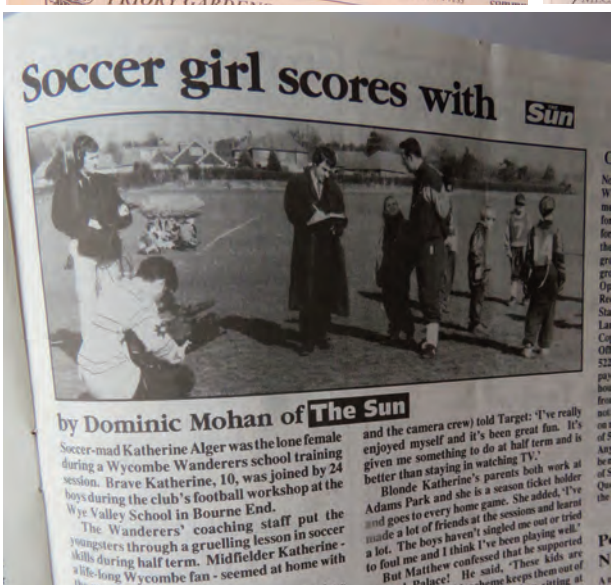 PRIORY GARDENS
Soccer girl scores with The Sun
by Dominic Mohan of The Sun
Soccer-mad Katherine Alger was the lone female
during a Wycombe Wanderers school training
session. Brave Katherine, 10, was joined by 24
boys during the club's football workshop at the
Wye Valley School in Bourne End.
The Wanderers' coaching staff put the
youngsters through a gruelling lesson in soccer
skills during half term. Midfielder Katherine -
a life-long Wycombe fan - seemed at home with
and the camera crew) told Target: 'I've really
enjoyed myself and it's been great fun. It's
given me something to do at half term and is
better than staying in watching TV.'
Blonde Katherine's parents both work at
Adams Park and she is a season ticket holder
and goes to every home game. She added, 'I've
made a lot of friends at the sessions and learnt
a lot. The boys haven't singled me out or tried
to foul me and I think I've been playing well.'
But Matthew confessed that he supported
Palace! He said, 'These kids are
keeps them out of